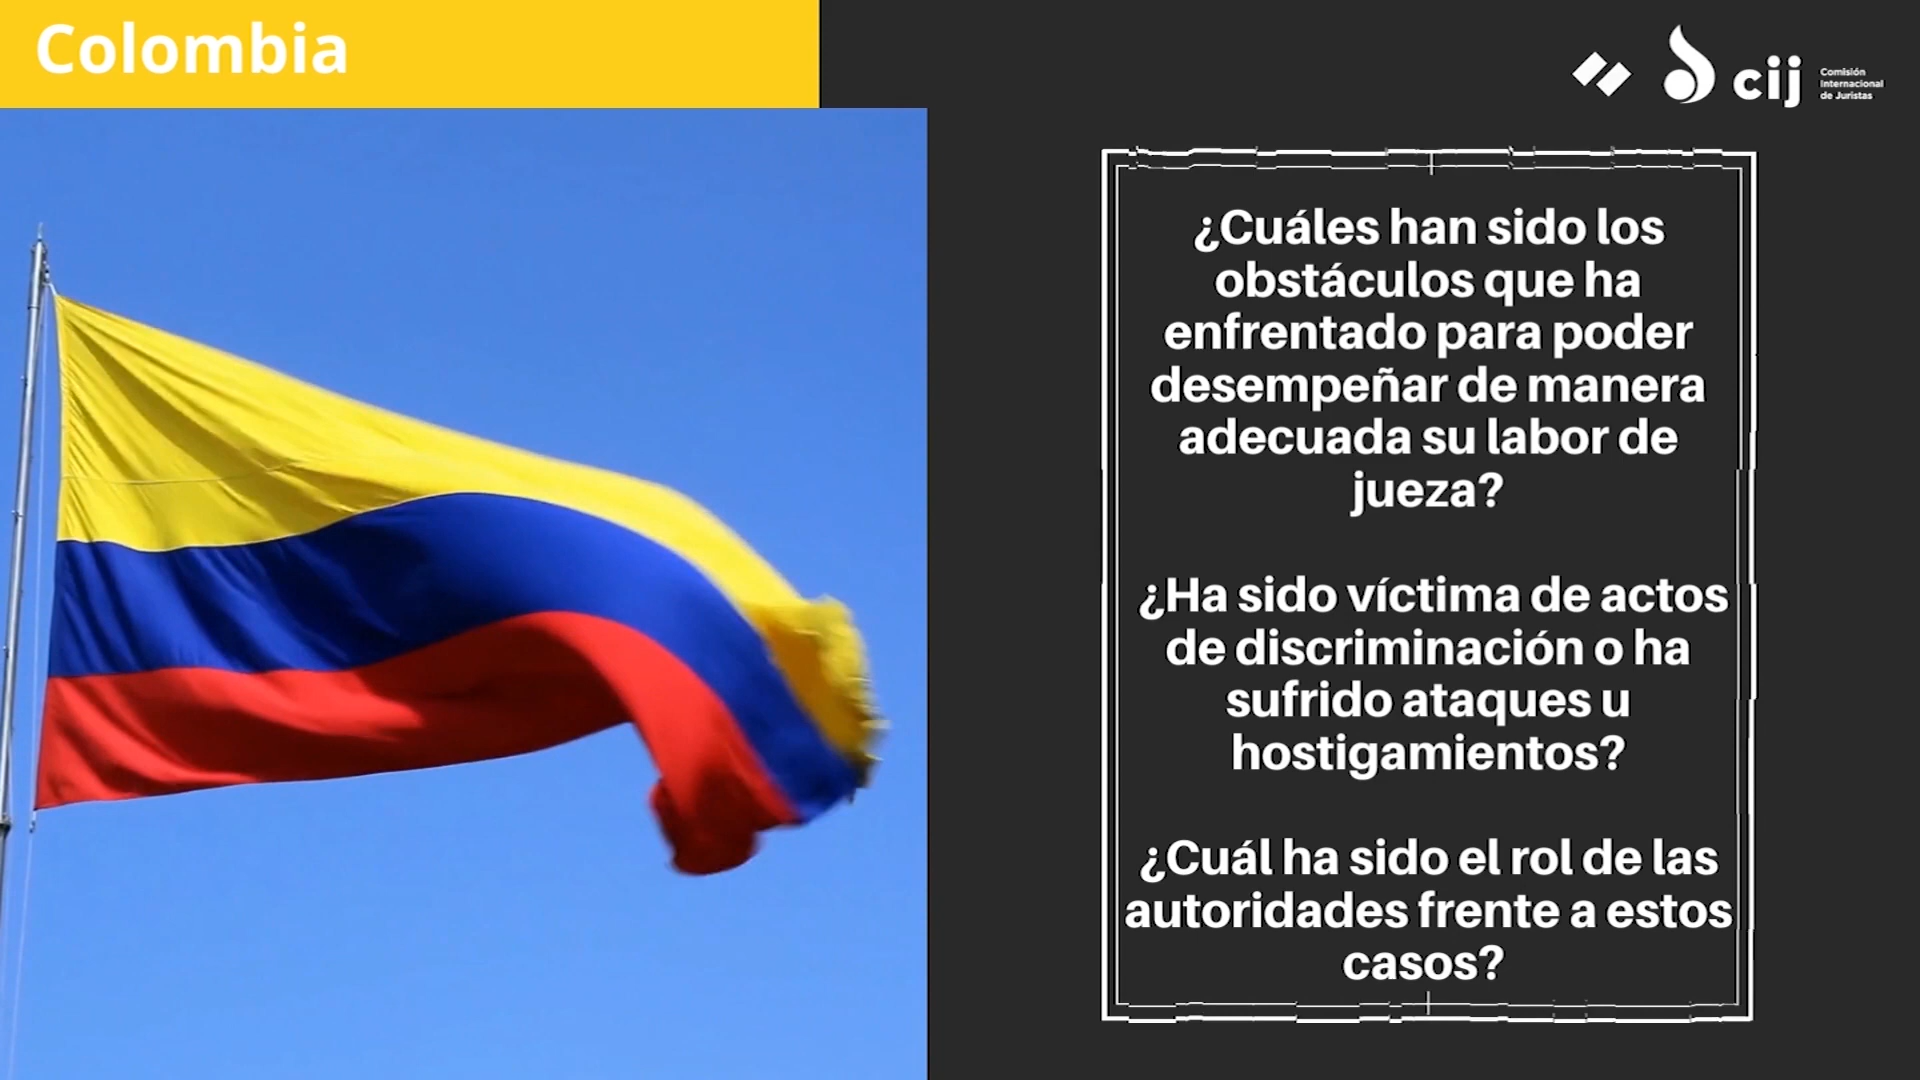 Colombia
cij
Comisión
Internacional
de Juristas
¿Cuáles han sido los
obstáculos que ha
enfrentado para poder
desempeñar de manera
adecuada su labor de
jueza?
¿Ha sido víctima de actos
de discriminación o ha
sufrido ataques u
hostigamientos?
¿Cuál ha sido el rol de las
autoridades frente a estos
casos?